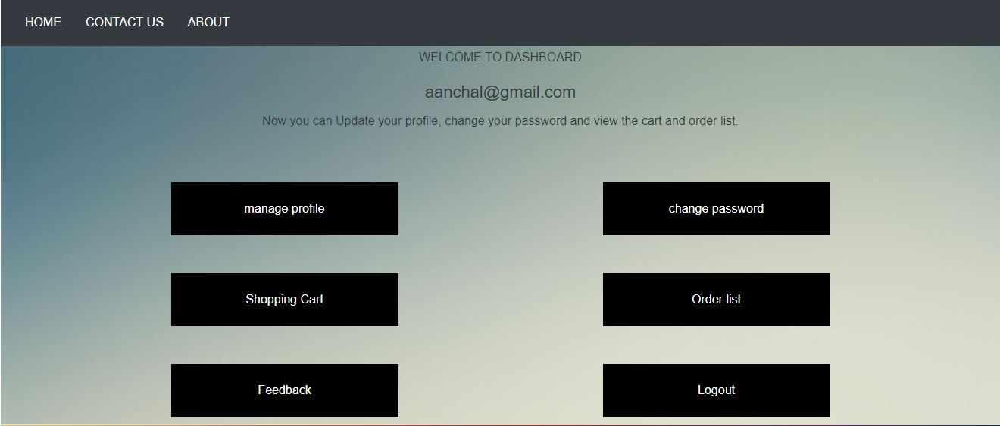 HOME CONTACT US ABOUT
WELCOME TO DASHBOARD
aanchal@gmail.com
Now you can Update your profile, change your password and view the cart and order list.
manage profile
change password
Shopping Cart
Order list
Feedback
Logout